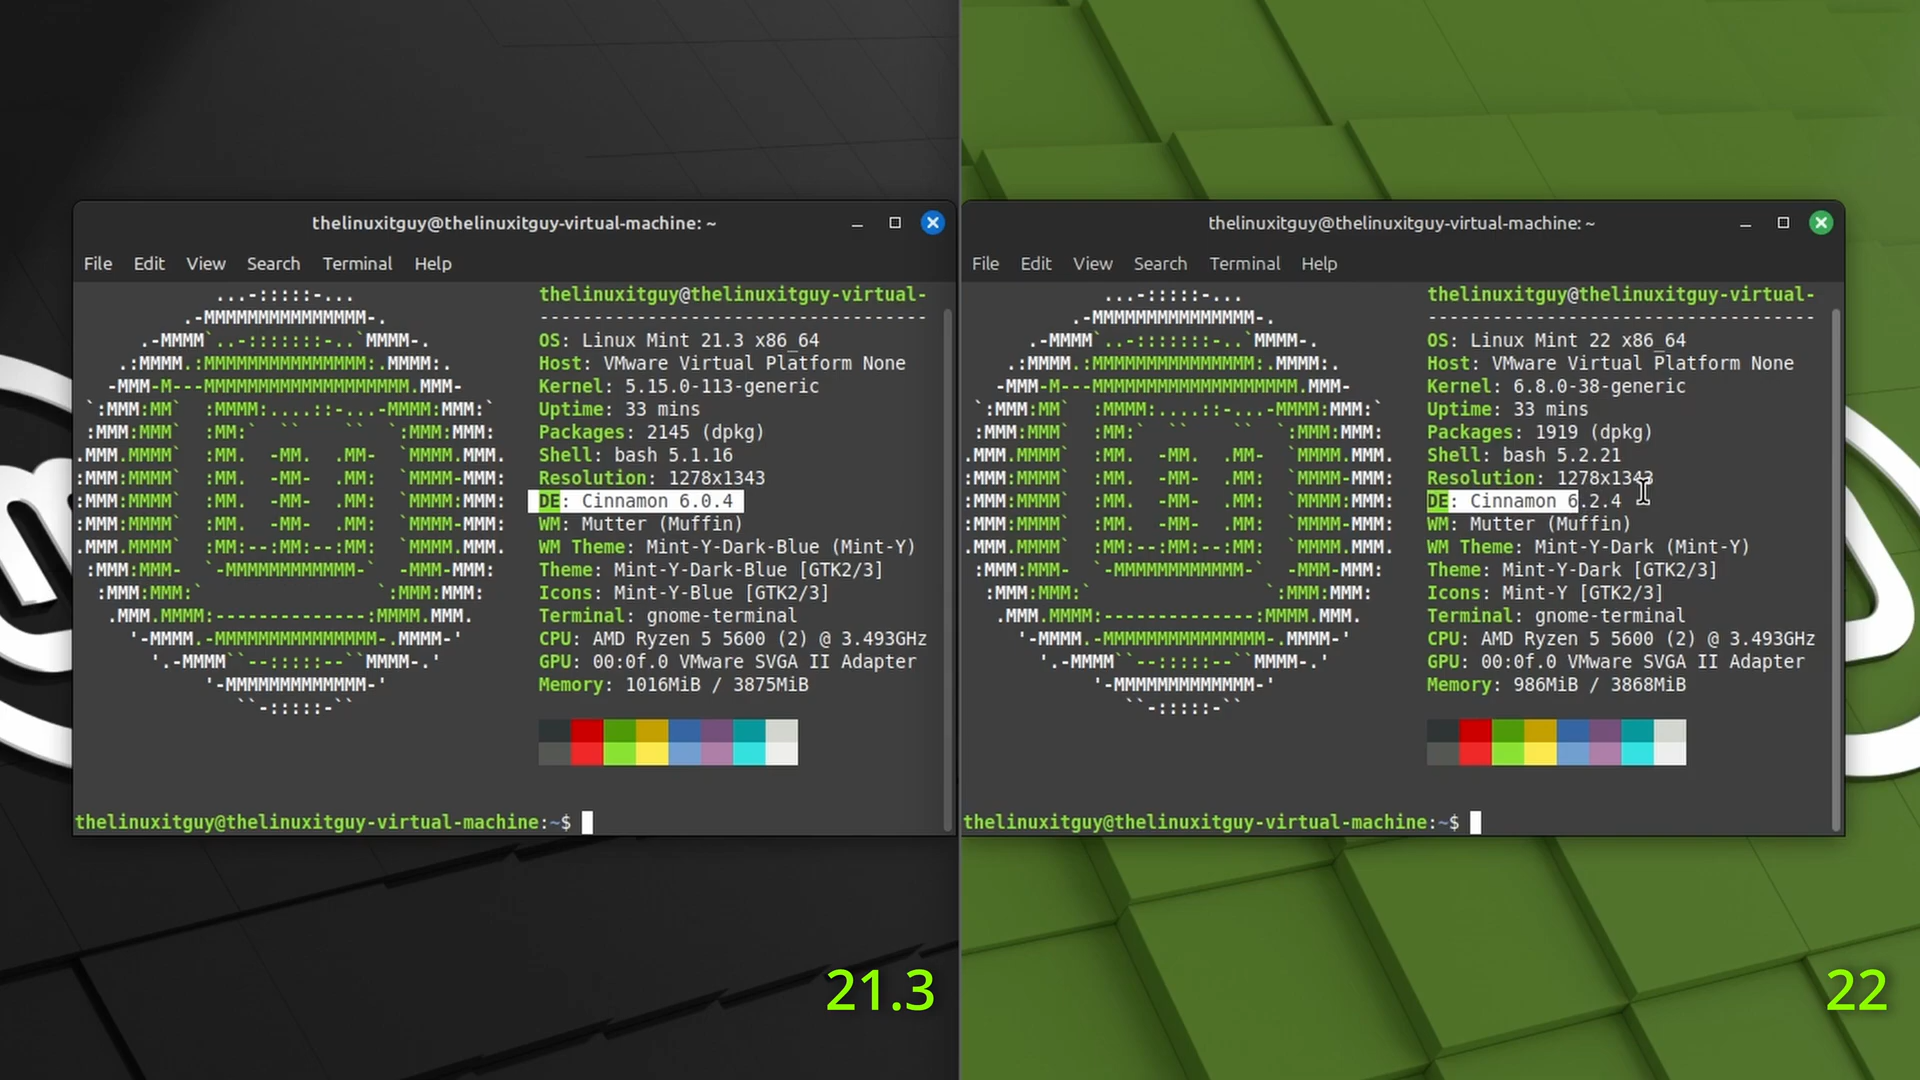 thelinuxitguy@thelinuxitguy-virtual-machine: ~
File Edit View Search Terminal Help
thelinuxitguy@thelinuxitguy-virtual-
------------------------------------
OS: Linux Mint 21.3 x86_64
Host: VMware Virtual Platform None
Kernel: 5.15.0-113-generic
Uptime: 33 mins
Packages: 2145 (dpkg)
Shell: bash 5.1.16
Resolution: 1278x1343
DE: Cinnamon 6.0.4
WM: Mutter (Muffin)
WM Theme: Mint-Y-Dark-Blue (Mint-Y)
Theme: Mint-Y-Dark-Blue [GTK2/3]
Icons: Mint-Y-Blue [GTK2/3]
Terminal: gnome-terminal
CPU: AMD Ryzen 5 5600 (2) @ 3.493GHz
GPU: 00:0f.0 VMware SVGA II Adapter
Memory: 1016MiB / 3875MiB
thelinuxitguy@thelinuxitguy-virtual-machine:~$
21.3
thelinuxitguy@thelinuxitguy-virtual-machine: ~
File Edit View Search Terminal Help
thelinuxitguy@thelinuxitguy-virtual-
------------------------------------
OS: Linux Mint 22 x86_64
Host: VMware Virtual Platform None
Kernel: 6.8.0-38-generic
Uptime: 33 mins
Packages: 1919 (dpkg)
Shell: bash 5.2.21
Resolution: 1278x1343
DE: Cinnamon 6.2.4
WM: Mutter (Muffin)
WM Theme: Mint-Y-Dark (Mint-Y)
Theme: Mint-Y-Dark [GTK2/3]
Icons: Mint-Y [GTK2/3]
Terminal: gnome-terminal
CPU: AMD Ryzen 5 5600 (2) @ 3.493GHz
GPU: 00:0f.0 VMware SVGA II Adapter
Memory: 986MiB / 3868MiB
thelinuxitguy@thelinuxitguy-virtual-machine:~$
22